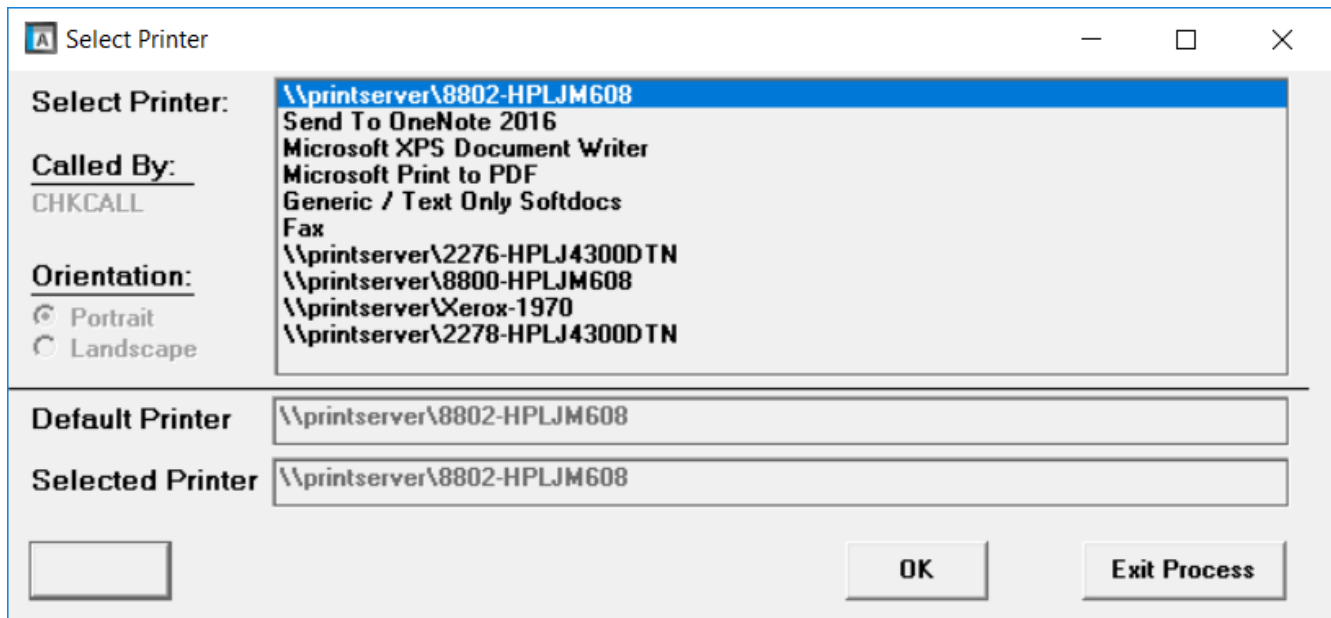 Select Printer
Select Printer:
\\printserver\8802-HPLJM608
Send To OneNote 2016
Microsoft XPS Document Writer
Microsoft Print to PDF
Generic / Text Only Softdocs
Fax
\\printserver\2276-HPLJ4300DTN
\\printserver\8800-HPLJM608
\\printserver\Xerox-1970
\\printserver\2278-HPLJ4300DTN
Called By:
CHKCALL
Orientation:
Portrait
Landscape
Default Printer
\\printserver\8802-HPLJM608
Selected Printer
\\printserver\8802-HPLJM608
OK
Exit Process